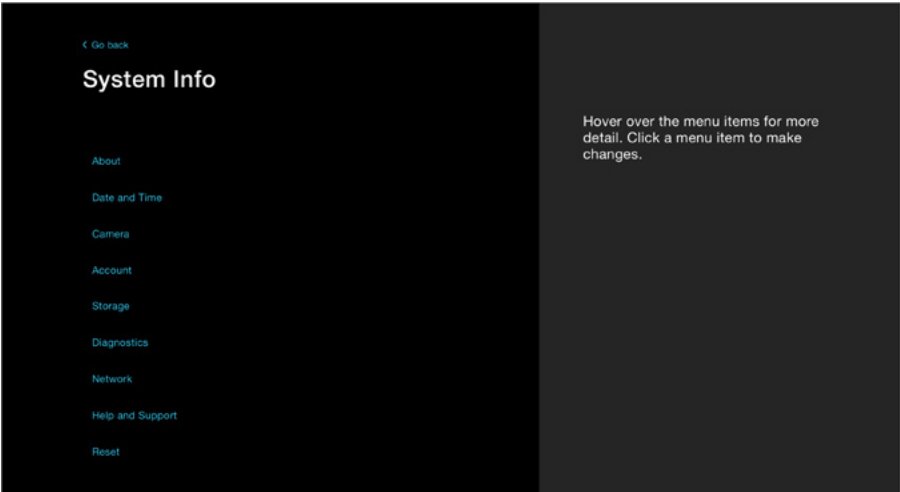 Go back
System Info
About
Date and Time
Camera
Account
Storage
Diagnostics
Network
Help and Support
Reset
Hover over the menu items for more
detail. Click a menu item to make
changes.